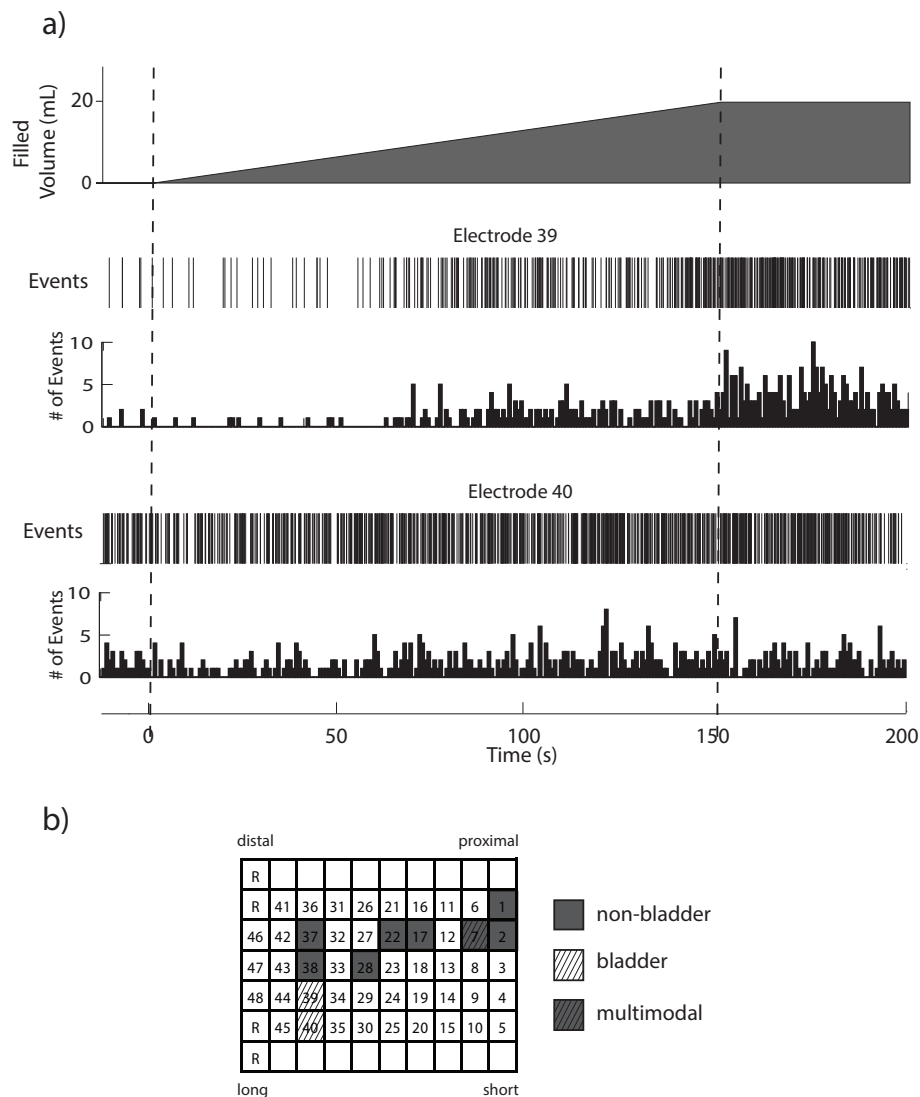 a)
Filled
Volume (mL)
20
0
Electrode 39
Events
# of Events
10
5
0
Electrode 40
Events
# of Events
10
5
0
0 50 100 150 200
Time (s)
b)
distal proximal
R
R 41 36 31 26 21 16 11 6 1
46 42 37 32 27 22 17 12 7 2
47 43 38 33 28 23 18 13 8 3
48 44 39 34 29 24 19 14 9 4
R 45 40 35 30 25 20 15 10 5
R
long short
non-bladder
bladder
multimodal